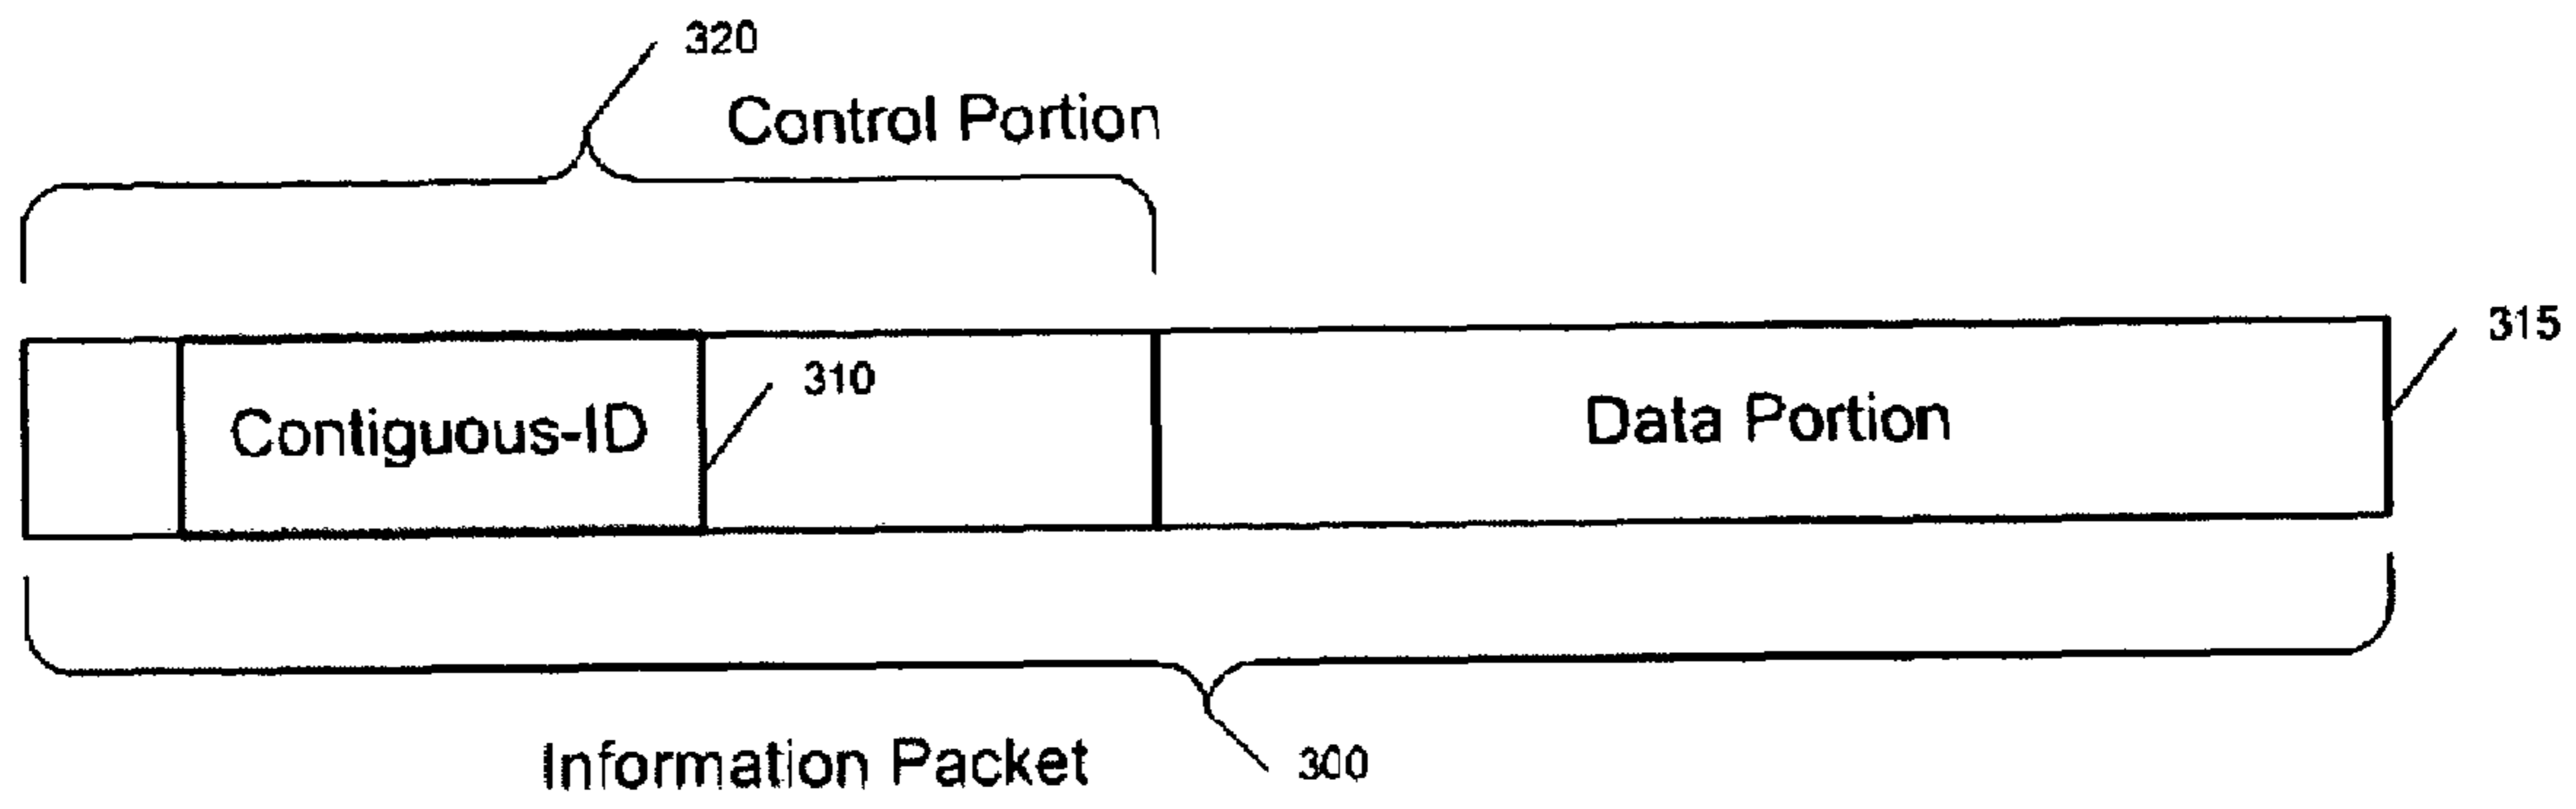 320
Control Portion
315
310
Contiguous-ID
Data Portion
Information Packet
300